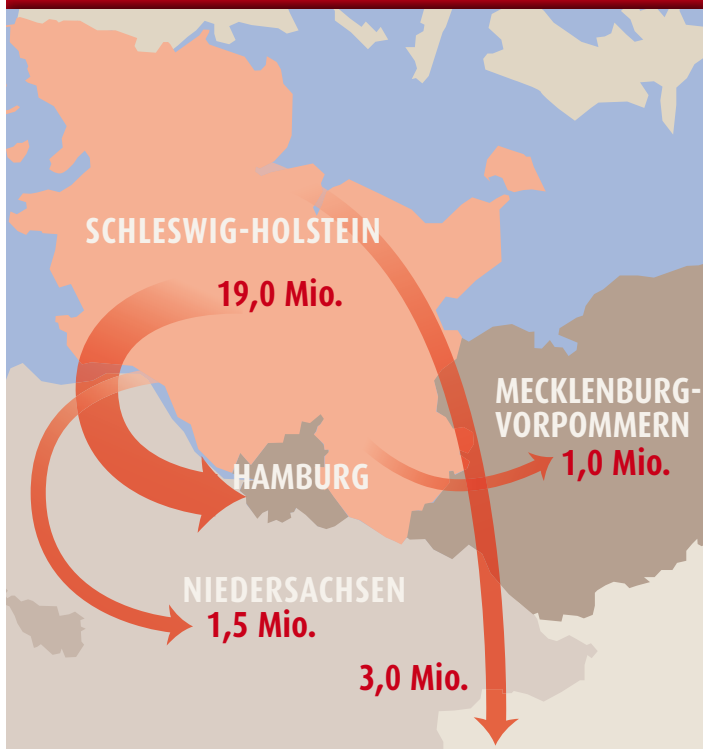 SCHLESWIG-HOLSTEIN
19,0 Mio.
MECKLENBURG-
VORPOMMERN
1,0 Mio.
HAMBURG
NIEDERSACHSEN
1,5 Mio.
3,0 Mio.